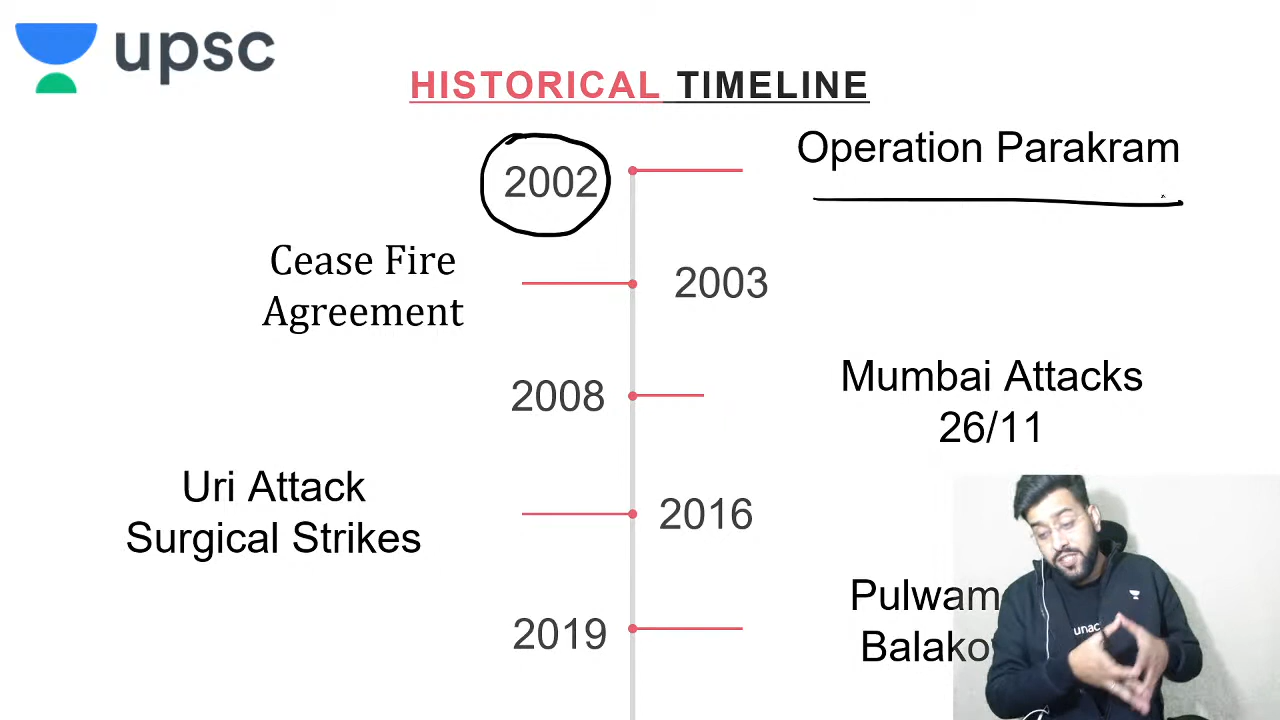 upsc
HISTORICAL TIMELINE
2002
Operation Parakram
Cease Fire
Agreement
2003
2008
Mumbai Attacks
26/11
Uri Attack
Surgical Strikes
2016
2019